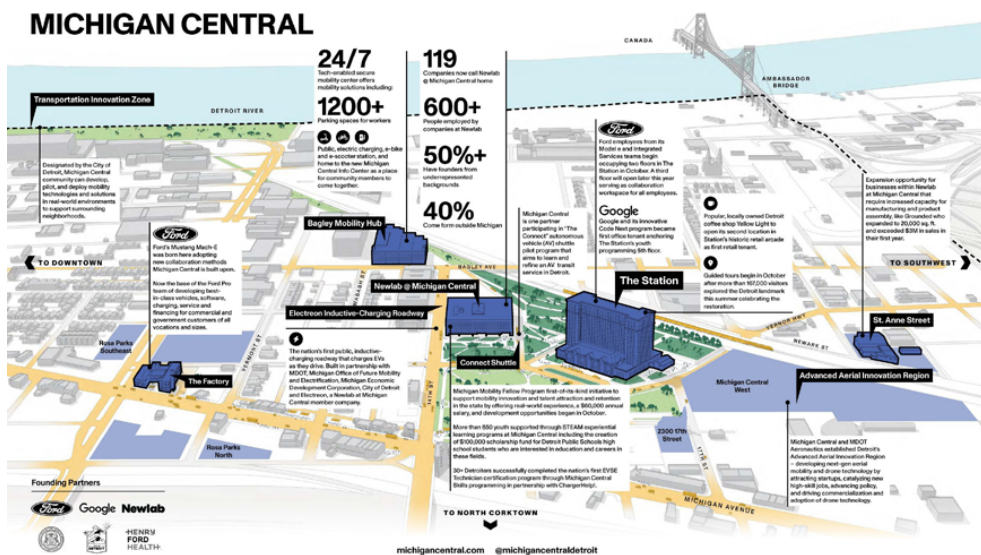 MICHIGAN CENTRAL
CANADA
AMBASSADOR
BRIDGE
DETROIT RIVER
Transportation Innovation Zone
Designated by the City of
Detroit, Michigan Central
community can develop,
pilot, and deploy mobility
technologies and solutions
in real-world environments
to support surrounding
neighborhoods.
24/7
Tech-enabled secure
mobility center offers
mobility solutions including:
1200+
Parking spaces for workers
Public, electric charging, e-bike
and e-scooter station, and
home to the new Michigan
Central Info Center as a place
for community members to
come together.
119
Companies now call Newlab
@ Michigan Central home
600+
People employed by
companies at Newlab
50%+
Have founders from
underrepresented
backgrounds
40%
Come form outside Michigan
Ford
Ford employees from its
Model e and Integrated
Services teams begin
occupying two floors in The
Station in October. A third
floor will open later this year
serving as collaboration
workspace for all employees.
Google
Google and its innovative
Code Next program became
first office tenant anchoring
The Station's youth
programming 5th floor.
Popular, locally owned Detroit
coffee shop Yellow Light to
open its second location in
Station's historic retail arcade
as first retail tenant.
Guided tours begin in October
after more than 167,000 visitors
explored the Detroit landmark
this summer celebrating the
restoration.
Expansion opportunity for
businesses within Newlab
at Michigan Central that
require increased capacity for
manufacturing and product
assembly, like Grounded who
expanded to 20,000 sq. ft.
and exceeded $3M in sales in
their first year.
Michigan Central
is one partner
participating in "The
Connect" autonomous
vehicle (AV) shuttle
pilot program that
aims to learn and
refine an AV transit
service in Detroit.
TO DOWNTOWN
TO SOUTHWEST
Ford
Ford's Mustang Mach-E
was born here adopting
new collaboration methods
Michigan Central is built upon.
Now the base of the Ford Pro
team of developing best-
in-class vehicles, software,
charging, service and
financing for commercial and
government customers of all
vocations and sizes.
Bagley Mobility Hub
BAGLEY AVE
WABASH ST
Newlab @ Michigan Central
The Station
Electreon Inductive-Charging Roadway
The nation's first public, inductive-
charging roadway that charges EVs
as they drive. Built in partnership with
MDOT, Michigan Office of Future Mobility
and Electrification, Michigan Economic
Development Corporation, City of Detroit
and Electreon, a Newlab at Michigan
Central member company.
Connect Shuttle
VERNOR HWY
NEWARK ST
St. Anne Street
Rosa Parks
Southeast
VERMONT ST
The Factory
14TH ST
Michigan Central
West
Advanced Aerial Innovation Region
Michigan Mobility Fellow Program first-of-its-kind initiative to
support mobility innovation and talent attraction and retention
in the state by offering real-world experience, a $60,000 annual
salary, and development opportunities began in October.
More than 550 youth supported through STEAM experiential
learning programs at Michigan Central including the creation
of $100,000 scholarship fund for Detroit Public Schools high
school students who are interested in education and careers in
these fields.
30+ Detroiters successfully completed the nation's first EVSE
Technician certification program through Michigan Central
Skills programming in partnership with ChargerHelp!.
2300 17th
Street
17TH ST
Michigan Central and MDOT
Aeronautics established Detroit's
Advanced Aerial Innovation Region
– developing next-gen aerial
mobility and drone technology by
attracting startups, catalyzing new
high-skill jobs, advancing policy,
and driving commercialization and
adoption of drone technology.
Rosa Parks
North
MICHIGAN AVENUE
Founding Partners
Ford
Google
Newlab
HENRY
FORD
HEALTH
TO NORTH CORKTOWN
michigancentral.com @michigancentraldetroit